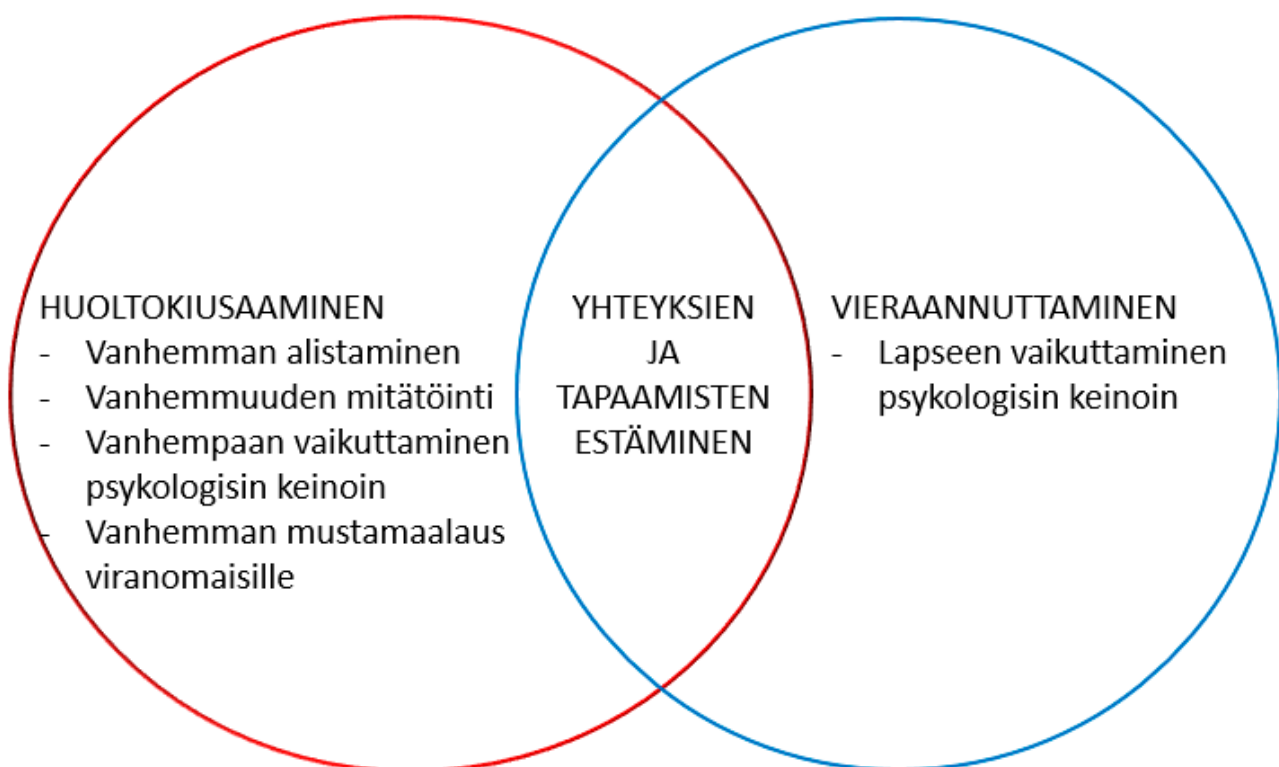 HUOLTOKIUSAAMINEN
- Vanhemman alistaminen
- Vanhemmuuden mitätöinti
- Vanhempaan vaikuttaminen
psykologisin keinoin
- Vanhemman mustamaalaus
viranomaisille
YHTEYKSIEN
JA
TAPAAMISTEN
ESTÄMINEN
VIERAANNUTTAMINEN
- Lapseen vaikuttaminen
psykologisin keinoin